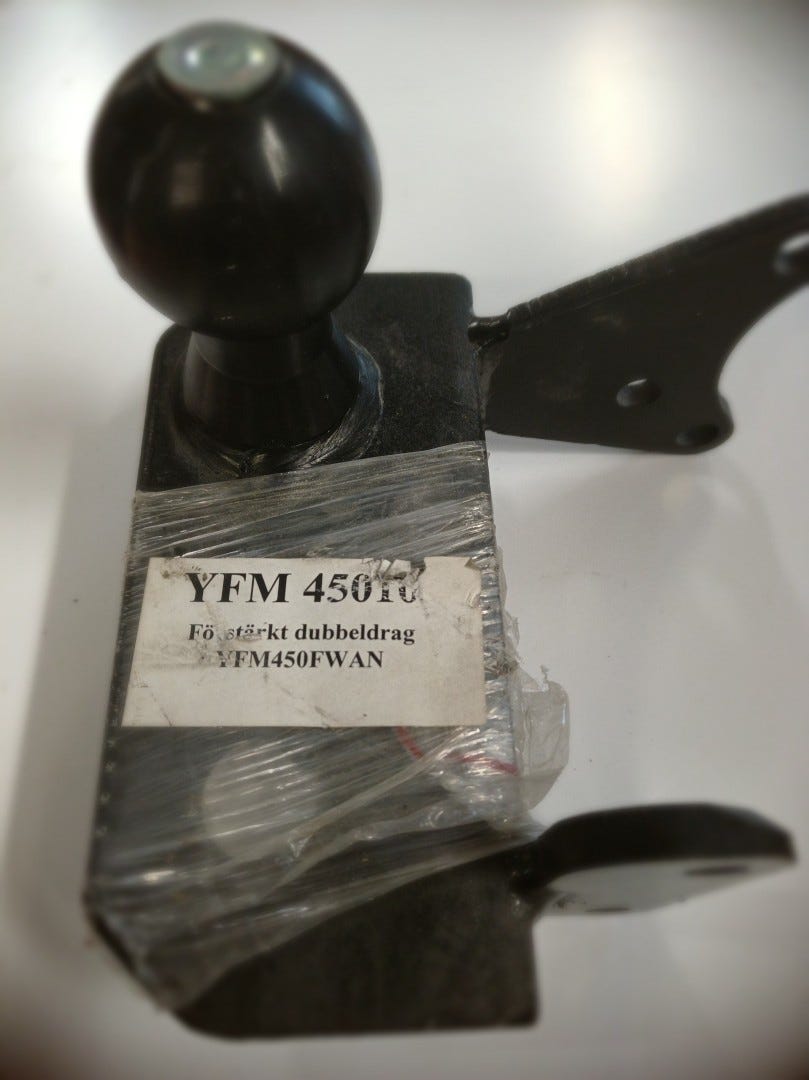 YFM 45010
Förstärkt dubbeldrag
YFM450FWAN